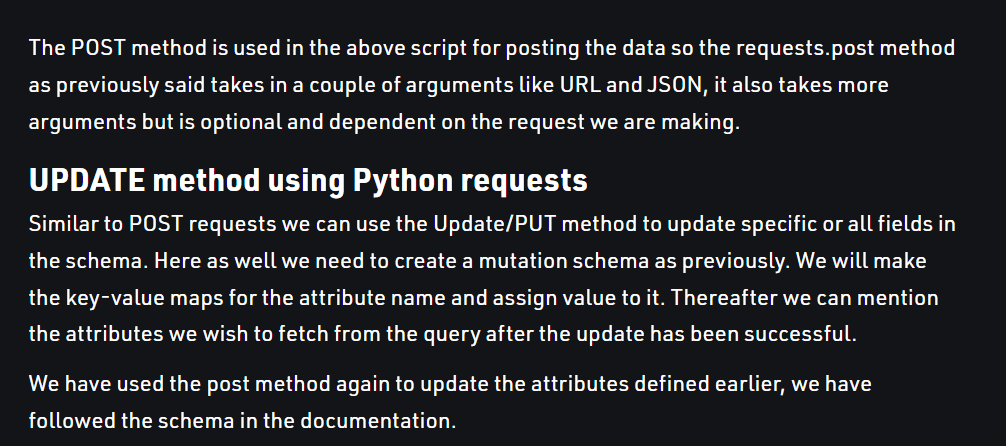 The POST method is used in the above script for posting the data so the requests.post method
as previously said takes in a couple of arguments like URL and JSON, it also takes more
arguments but is optional and dependent on the request we are making.
UPDATE method using Python requests
Similar to POST requests we can use the Update/PUT method to update specific or all fields in
the schema. Here as well we need to create a mutation schema as previously. We will make
the key-value maps for the attribute name and assign value to it. Thereafter we can mention
the attributes we wish to fetch from the query after the update has been successful.
We have used the post method again to update the attributes defined earlier, we have
followed the schema in the documentation.